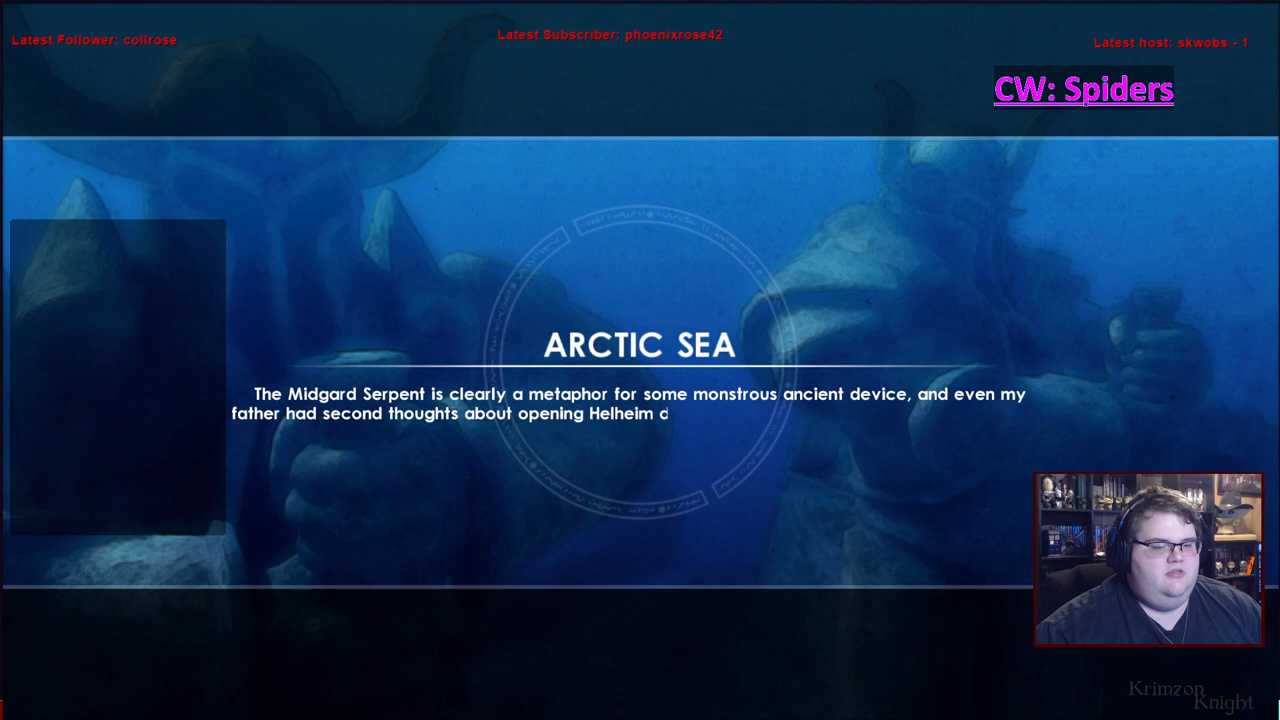 Latest Follower: collrose
Latest Subscriber: phoenixrose42
Latest host: skwobs - 1
CW: Spiders
ARCTIC SEA
The Midgard Serpent is clearly a metaphor for some monstrous ancient device, and even my
father had second thoughts about opening Helheim d
Krimzon
Knight